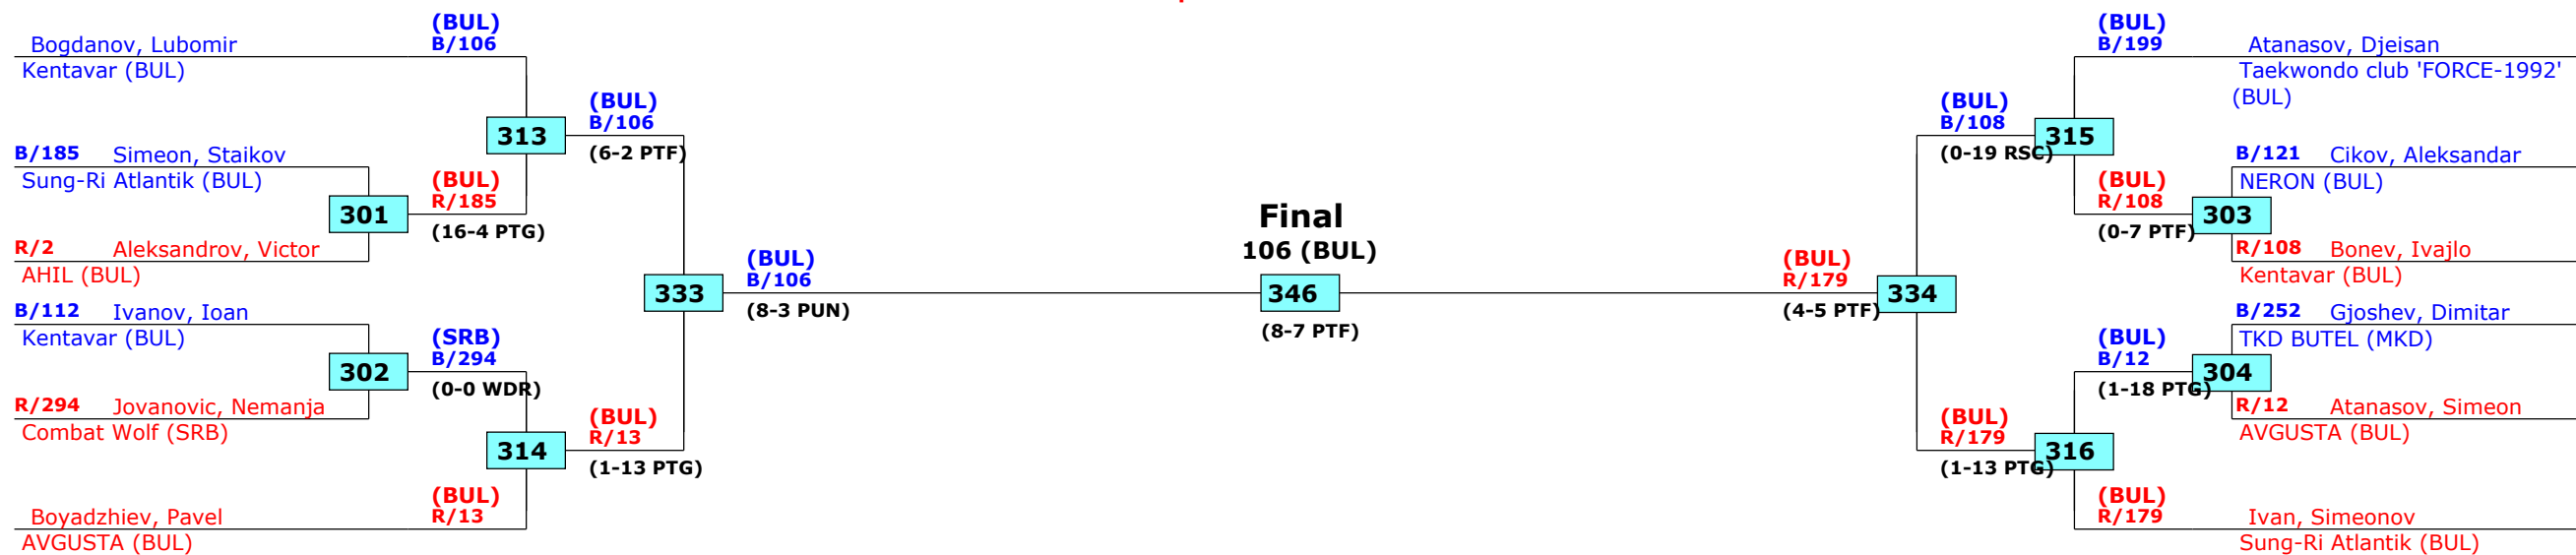 (BUL)
B/106
Bogdanov, Lubomir
Kentavar (BUL)
(BUL)
B/106
(6-2 PTF)
313
B/185 Simeon, Staikov
Sung-Ri Atlantik (BUL)
301
(BUL)
R/185
(16-4 PTG)
R/2 Aleksandrov, Victor
AHIL (BUL)
333
(BUL)
B/106
(8-3 PUN)
B/112 Ivanov, Ioan
Kentavar (BUL)
302
(SRB)
B/294
(0-0 WDR)
R/294 Jovanovic, Nemanja
Combat Wolf (SRB)
314
(BUL)
R/13
(1-13 PTG)
(BUL)
R/13
Boyadzhiev, Pavel
AVGUSTA (BUL)
Final
106 (BUL)
346
(8-7 PTF)
(BUL)
B/199
Atanasov, Djeisan
Taekwondo club 'FORCE-1992'
(BUL)
(BUL)
B/108
(0-19 RSC)
315
B/121 Cikov, Aleksandar
NERON (BUL)
(BUL)
R/108
(0-7 PTF)
303
R/108 Bonev, Ivajlo
Kentavar (BUL)
(BUL)
R/179
(4-5 PTF)
334
B/252 Gjoshev, Dimitar
TKD BUTEL (MKD)
(BUL)
B/12
(1-18 PTG)
304
R/12 Atanasov, Simeon
AVGUSTA (BUL)
(BUL)
R/179
(1-13 PTG)
316
(BUL)
R/179
Ivan, Simeonov
Sung-Ri Atlantik (BUL)